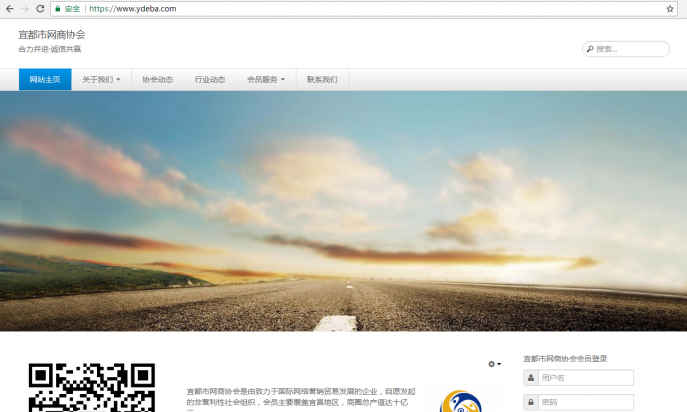 安全 | https://www.ydeba.com
宜都市网商协会
合力并进·诚信共赢
搜索...
网站主页 关于我们 协会动态 行业动态 会员服务 联系我们
宜都市网商协会会员登录
用户名
宜都市网商协会是由致力于国际网络营销贸易发展的企业，自愿发起
的非营利性社会组织，会员主要覆盖宜昌地区，商圈总产值达十亿
密码